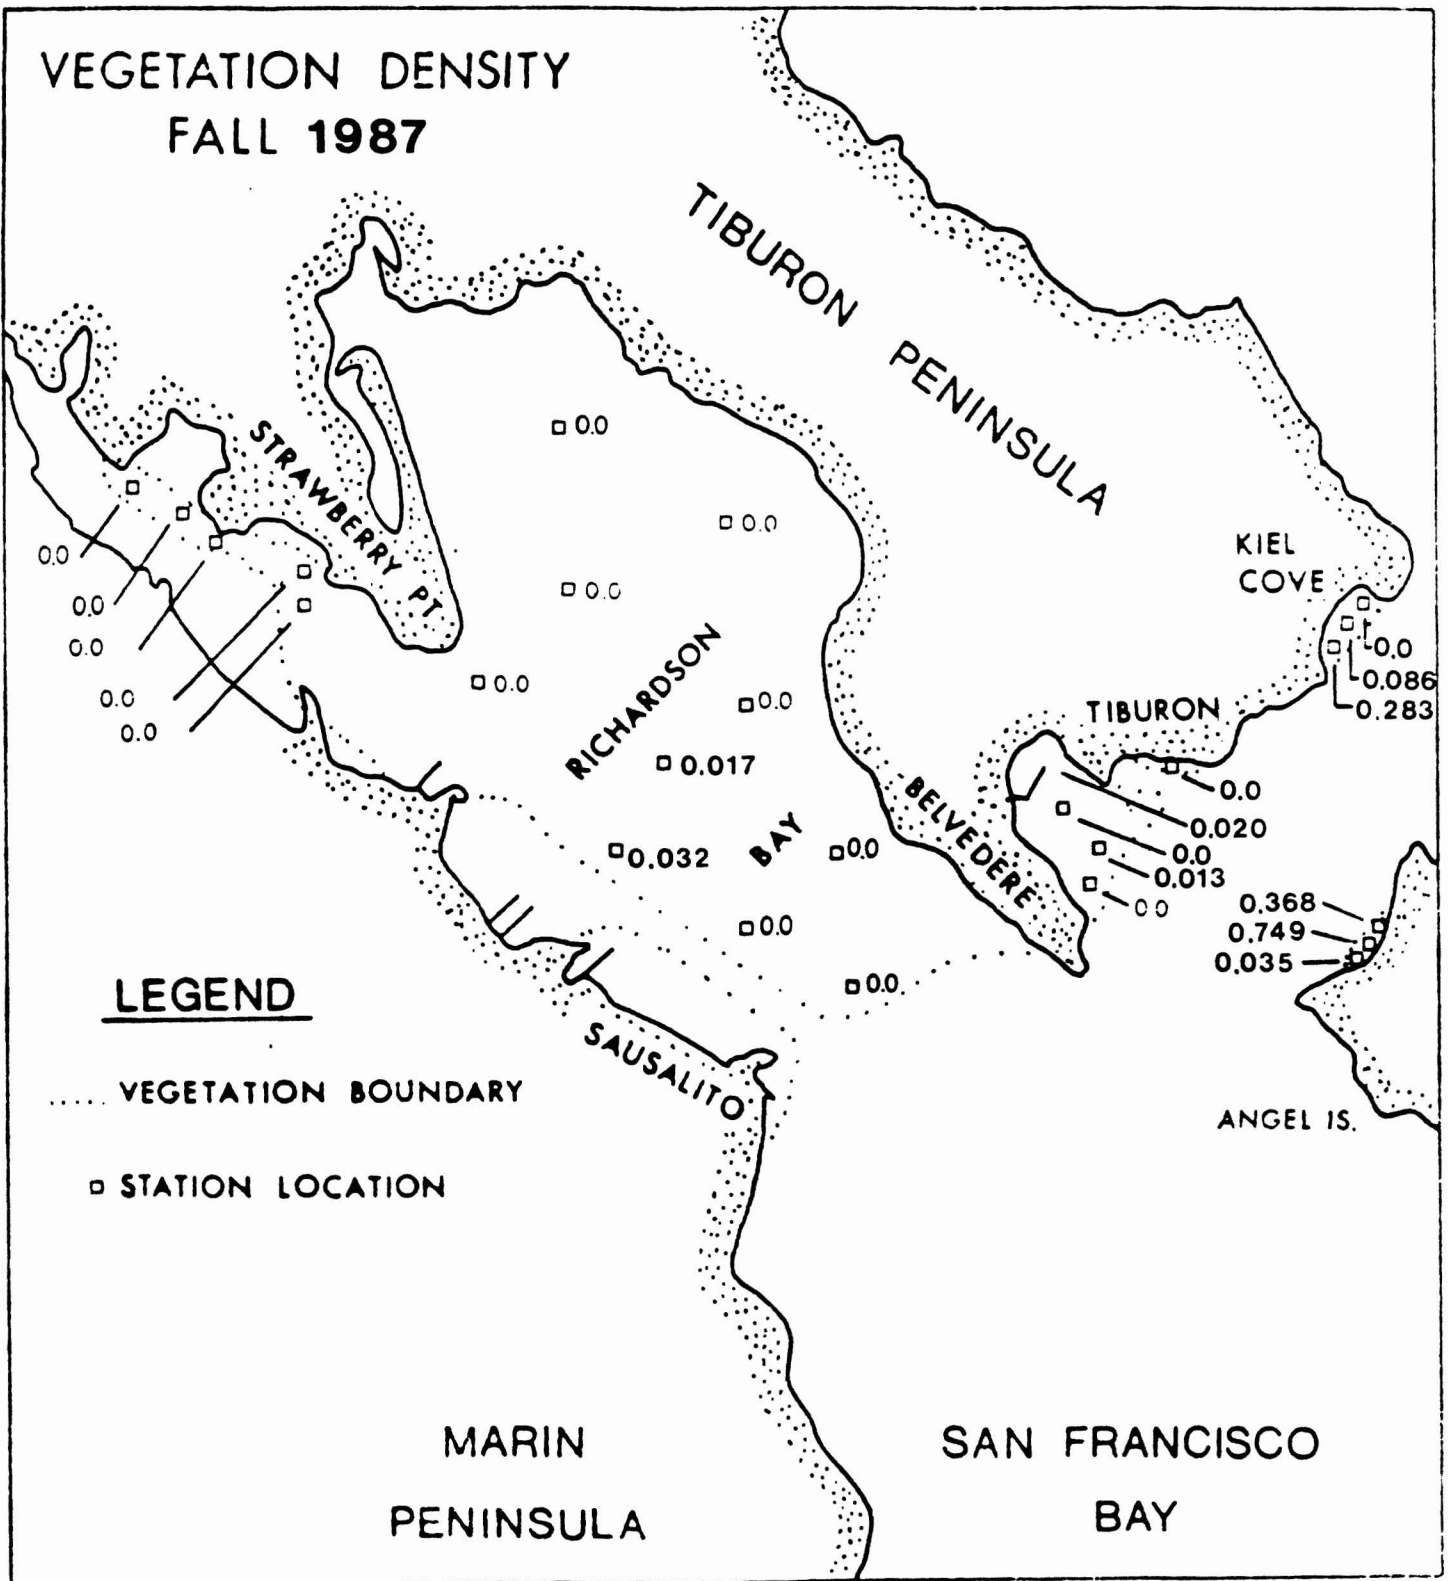 VEGETATION DENSITY
FALL 1987
TIBURON PENINSULA
STRAWBERRY PT.
0.0
0.0
0.0
0.0
0.0
0.0
0.0
0.0
0.0
0.0
RICHARDSON
BAY
0.017
0.032
0.0
0.0
0.0
KIEL
COVE
0.0
0.086
0.283
TIBURON
0.0
0.020
0.0
0.013
0.0
BELVEDERE
0.368
0.749
0.035
ANGEL IS.
SAUSALITO
LEGEND
..... VEGETATION BOUNDARY
STATION LOCATION
MARIN
PENINSULA
SAN FRANCISCO
BAY